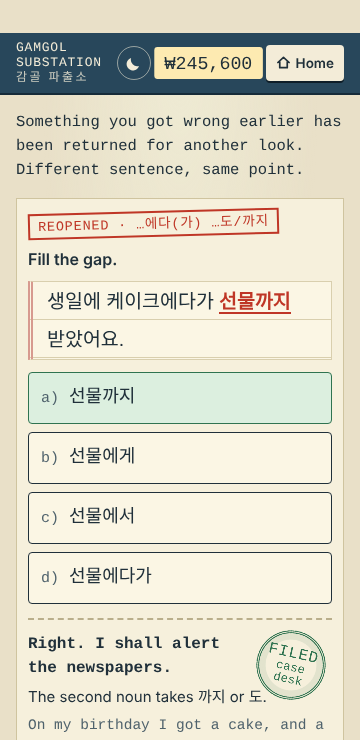 GAMGOL
SUBSTATION
감골 파출소
₩245,600
Home
Something you got wrong earlier has
been returned for another look.
Different sentence, same point.
REOPENED · …에다(가) …도/까지
Fill the gap.
생일에 케이크에다가 선물까지
받았어요.
a) 선물까지
b) 선물에게
c) 선물에서
d) 선물에다가
Right. I shall alert
the newspapers.
FILED
case
desk
The second noun takes 까지 or 도.
On my birthday I got a cake, and a